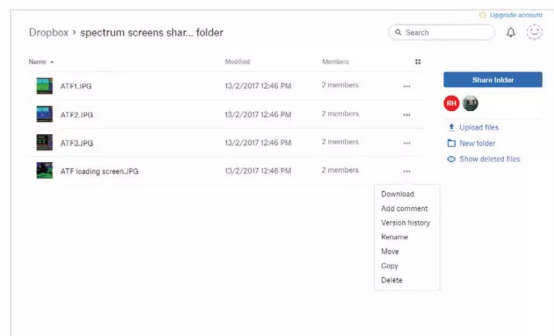 Upgrade account
Dropbox > spectrum screens shar... folder
Search
Name
Modified
Members
Share folder
ATF1.JPG
13/2/2017 12:46 PM
2 members
...
RH
ATF2.JPG
13/2/2017 12:46 PM
2 members
...
Upload files
New folder
ATF3.JPG
13/2/2017 12:46 PM
2 members
...
Show deleted files
ATF loading screen.JPG
13/2/2017 12:46 PM
2 members
...
Download
Add comment
Version history
Rename
Move
Copy
Delete